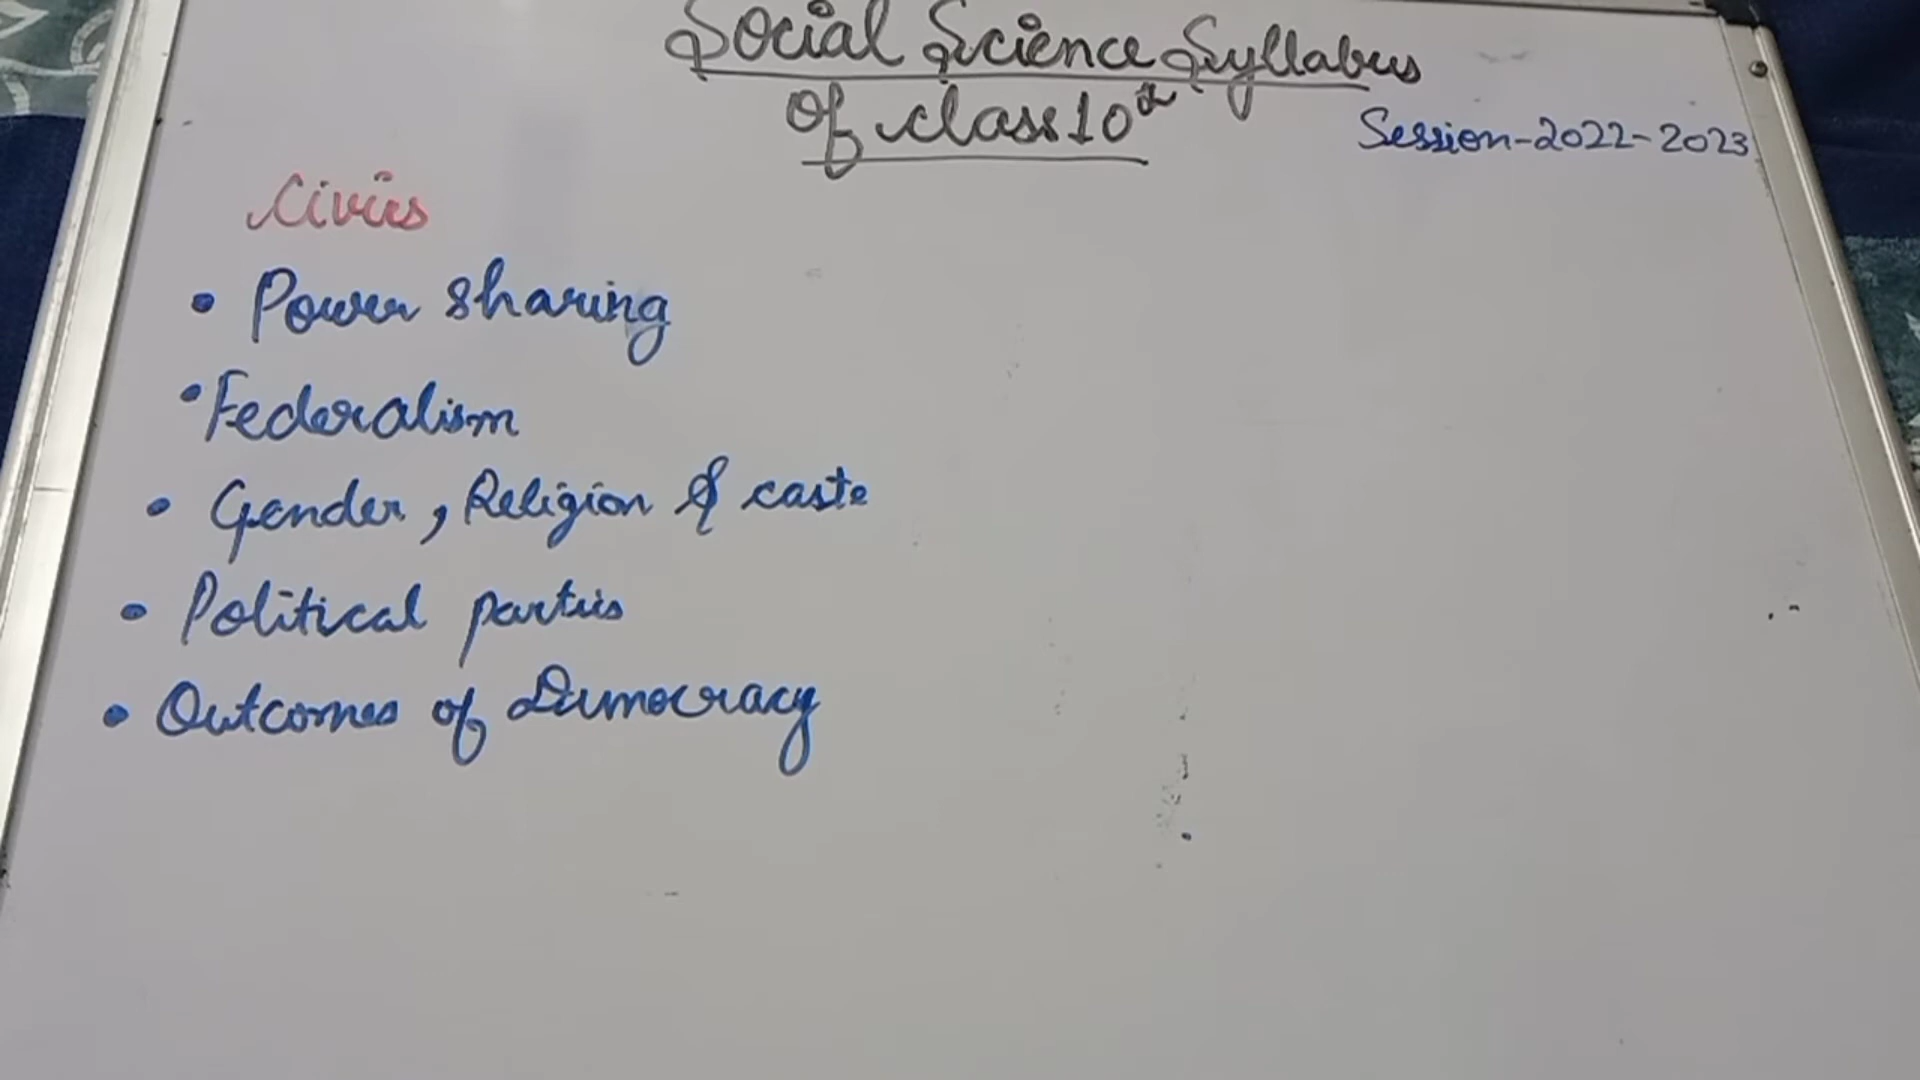 Social Science Syllabus
of class 10th
Session-2022-2023
Civics
• Power sharing
• Federalism
• Gender, Religion & caste
• Political parties
• Outcomes of Democracy